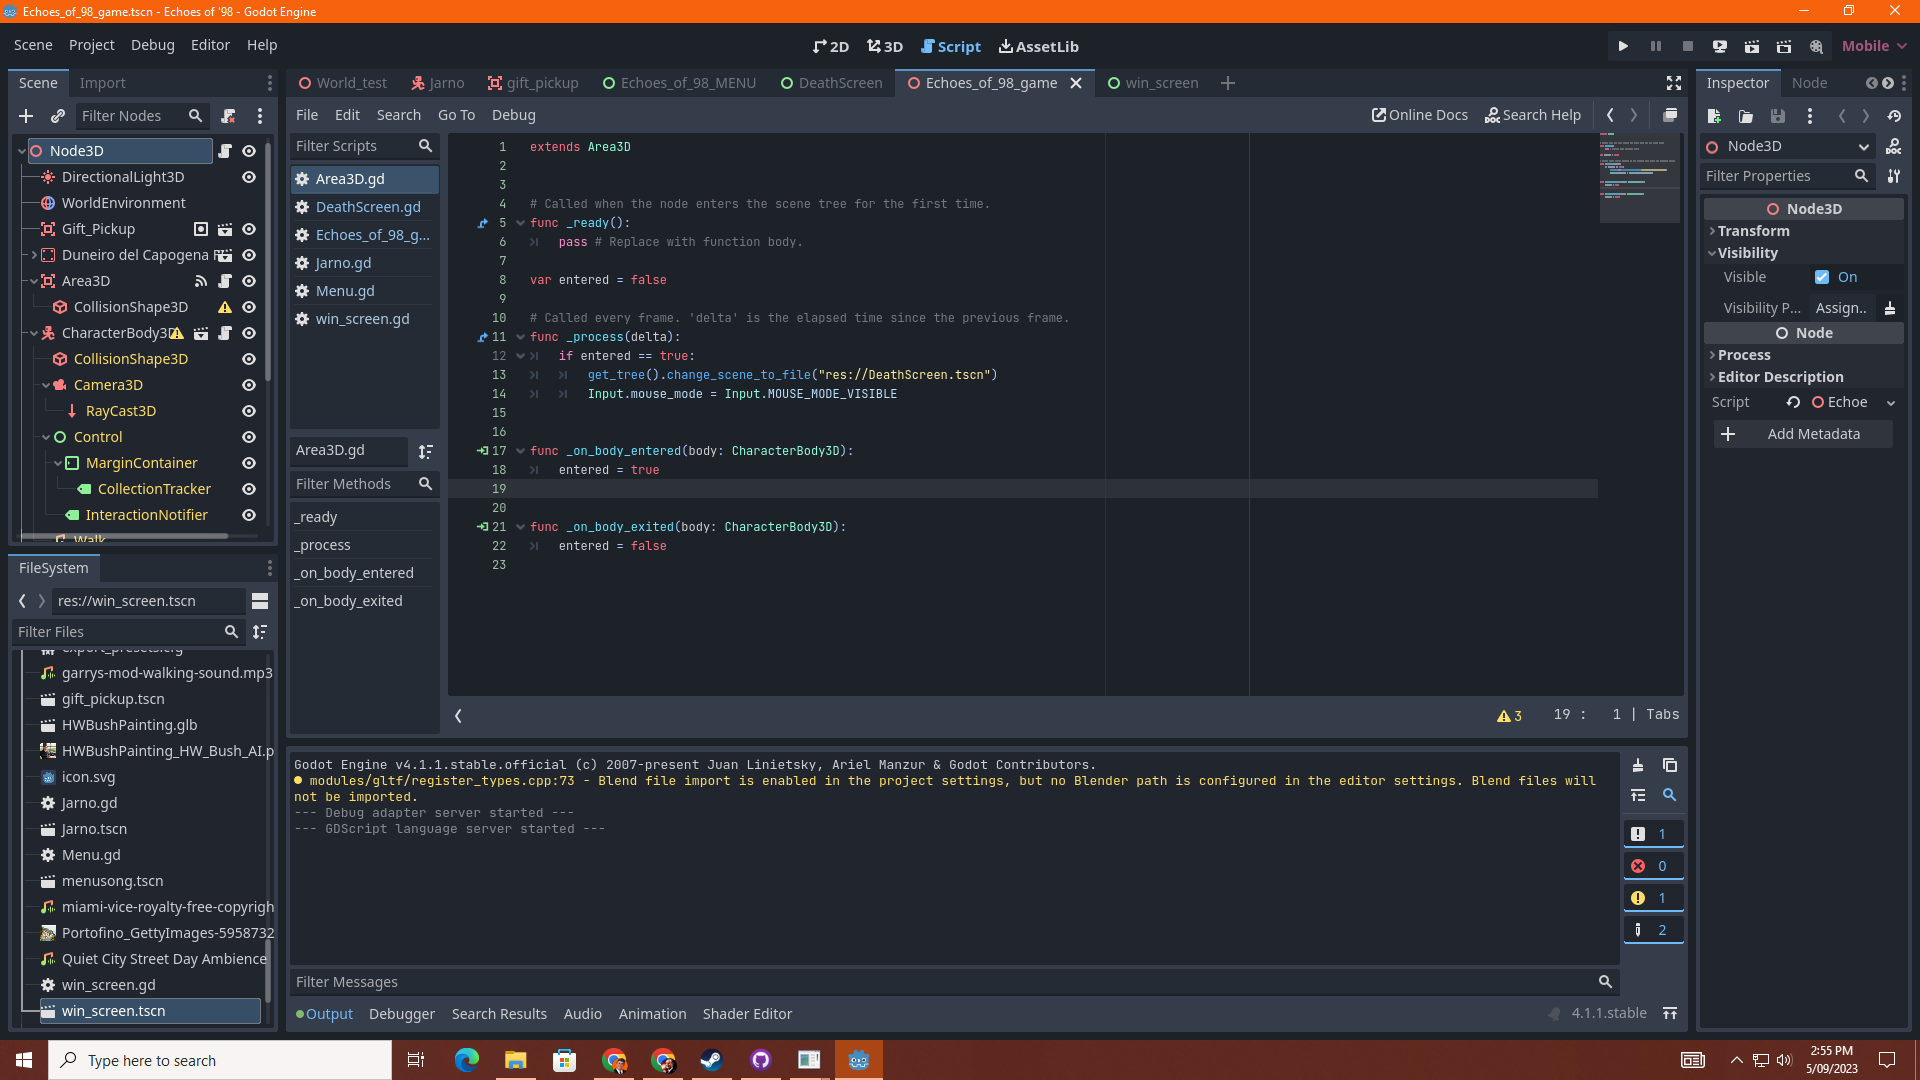 Echoes_of_98_game.tscn - Echoes of '98 - Godot Engine
Scene Project Debug Editor Help
2D 3D Script AssetLib
Mobile
Scene Import
Filter Nodes
Node3D
DirectionalLight3D
WorldEnvironment
Gift_Pickup
Duneiro del Capogena
Area3D
CollisionShape3D
CharacterBody3D
CollisionShape3D
Camera3D
RayCast3D
Control
MarginContainer
CollectionTracker
InteractionNotifier
Walk
FileSystem
res://win_screen.tscn
Filter Files
export_presets.cfg
garrys-mod-walking-sound.mp3
gift_pickup.tscn
HWBushPainting.glb
HWBushPainting_HW_Bush_AI.p
icon.svg
Jarno.gd
Jarno.tscn
Menu.gd
menusong.tscn
miami-vice-royalty-free-copyrigh
Portofino_GettyImages-5958732
Quiet City Street Day Ambience
win_screen.gd
win_screen.tscn
World_test Jarno gift_pickup Echoes_of_98_MENU DeathScreen Echoes_of_98_game win_screen
File Edit Search Go To Debug
Online Docs Search Help
Filter Scripts
Area3D.gd
DeathScreen.gd
Echoes_of_98_g...
Jarno.gd
Menu.gd
win_screen.gd
Area3D.gd
Filter Methods
_ready
_process
_on_body_entered
_on_body_exited
1 extends Area3D
2
3
4 # Called when the node enters the scene tree for the first time.
5 func _ready():
6 pass # Replace with function body.
7
8 var entered = false
9
10 # Called every frame. 'delta' is the elapsed time since the previous frame.
11 func _process(delta):
12 if entered == true:
13 get_tree().change_scene_to_file("res://DeathScreen.tscn")
14 Input.mouse_mode = Input.MOUSE_MODE_VISIBLE
15
16
17 func _on_body_entered(body: CharacterBody3D):
18 entered = true
19
20
21 func _on_body_exited(body: CharacterBody3D):
22 entered = false
23
3 19 : 1 | Tabs
Godot Engine v4.1.1.stable.official (c) 2007-present Juan Linietsky, Ariel Manzur & Godot Contributors.
modules/gltf/register_types.cpp:73 - Blend file import is enabled in the project settings, but no Blender path is configured in the editor settings. Blend files will
not be imported.
--- Debug adapter server started ---
--- GDScript language server started ---
1
0
1
2
Filter Messages
Output Debugger Search Results Audio Animation Shader Editor
4.1.1.stable
Inspector Node
Node3D
Filter Properties
Node3D
Transform
Visibility
Visible On
Visibility P... Assign..
Node
Process
Editor Description
Script Echoe
Add Metadata
Type here to search
2:55 PM
5/09/2023